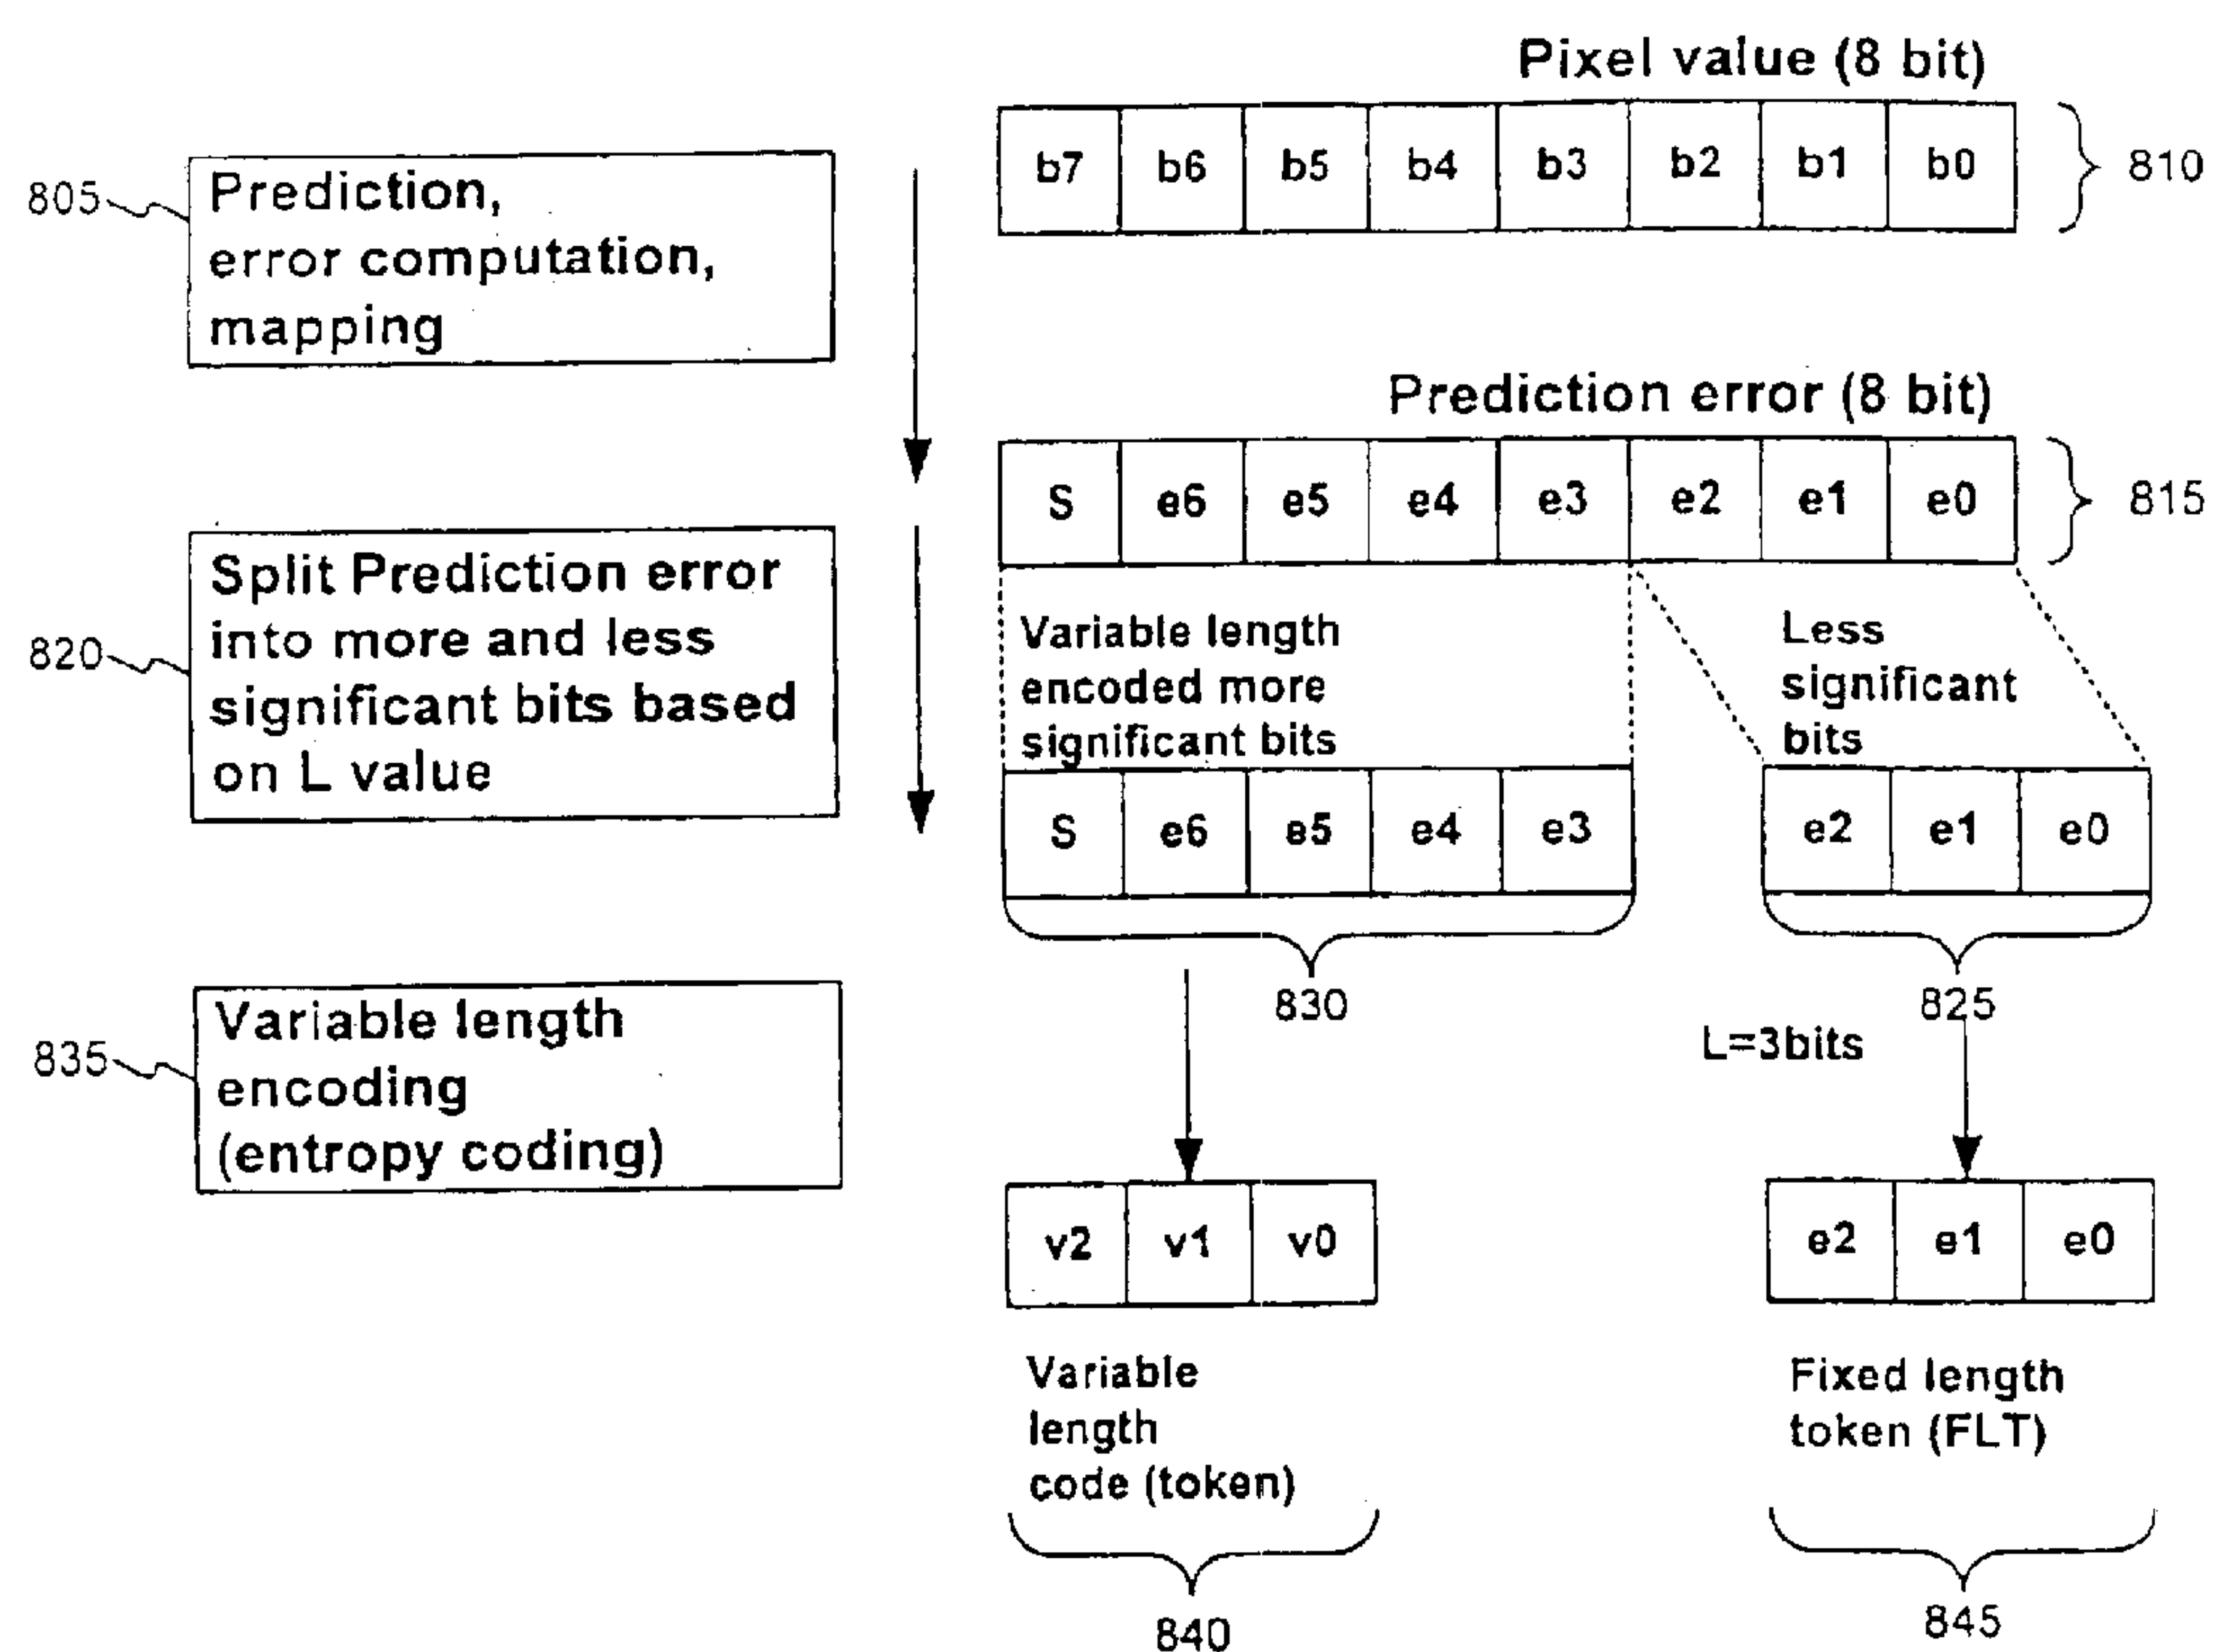 Pixel value (8 bit)
b7 b6 b5 b4 b3 b2 b1 b0
810
805
Prediction,
error computation,
mapping
Prediction error (8 bit)
S e6 e5 e4 e3 e2 e1 e0
815
820
Split Prediction error
into more and less
significant bits based
on L value
Variable length
encoded more
significant bits
Less
significant
bits
S e6 e5 e4 e3
e2 e1 e0
830
825
L=3bits
835
Variable length
encoding
(entropy coding)
v2 v1 v0
e2 e1 e0
Variable
length
code (token)
Fixed length
token (FLT)
840
845